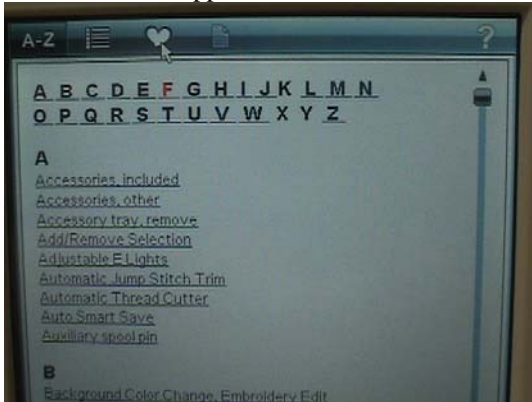 A-Z ?
A B C D E F G H I J K L M N
O P Q R S T U V W X Y Z
A
Accessories, included
Accessories, other
Accessory tray, remove
Add/Remove Selection
Adjustable E Lights
Automatic Jump Stitch Trim
Automatic Thread Cutter
Auto Smart Save
Auxiliary spool pin
B
Background Color Change, Embroidery Edit